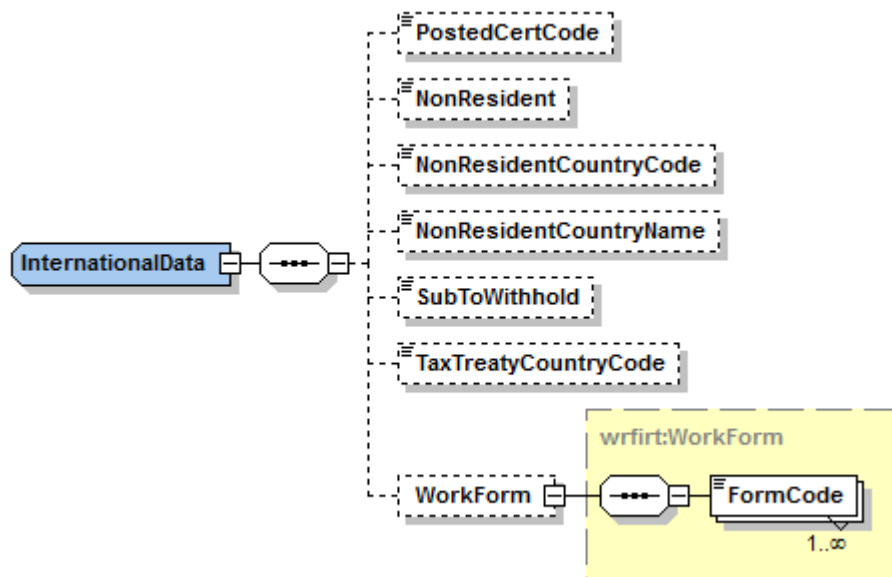 PostedCertCode
NonResident
NonResidentCountryCode
NonResidentCountryName
InternationalData
SubToWithhold
TaxTreatyCountryCode
wrfirt:WorkForm
WorkForm
FormCode
1..∞